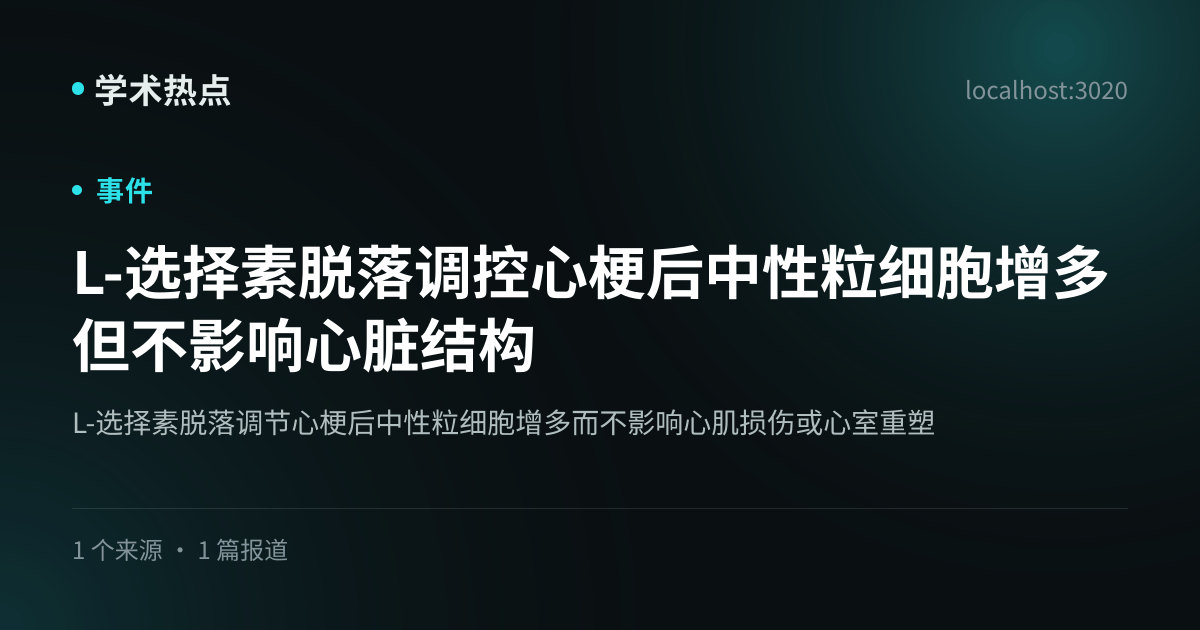 学术热点
localhost:3020
事件
L-选择素脱落调控心梗后中性粒细胞增多
但不影响心脏结构
L-选择素脱落调节心梗后中性粒细胞增多而不影响心肌损伤或心室重塑
1 个来源 · 1 篇报道